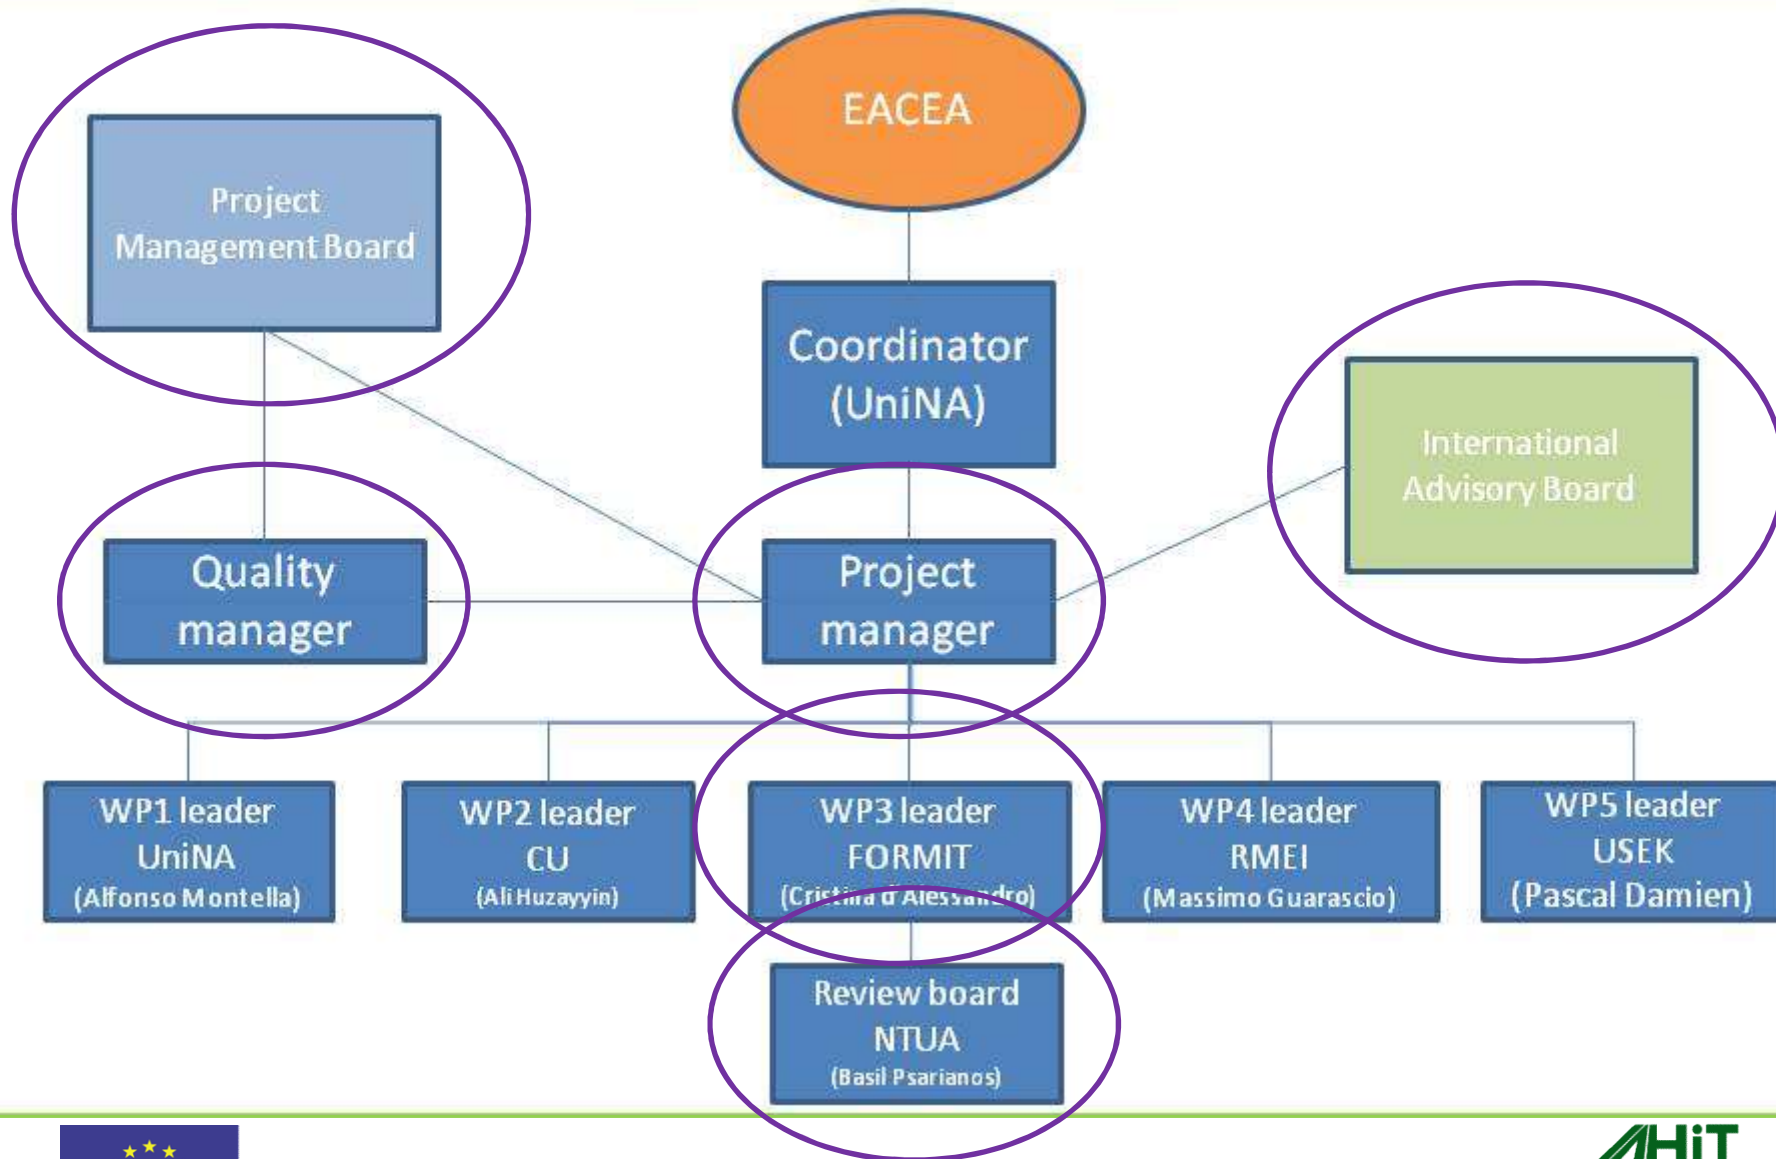 EACEA
Project
Management Board
Coordinator
(UniNA)
International
Advisory Board
Quality
manager
Project
manager
WP1 leader
UniNA
(Alfonso Montella)
WP2 leader
CU
(Ali Huzayyin)
WP3 leader
FORMIT
(Cristina d'Alessandro)
WP4 leader
RMEI
(Massimo Guarascio)
WP5 leader
USEK
(Pascal Damien)
Review board
NTUA
(Basil Psarianos)
AHiT